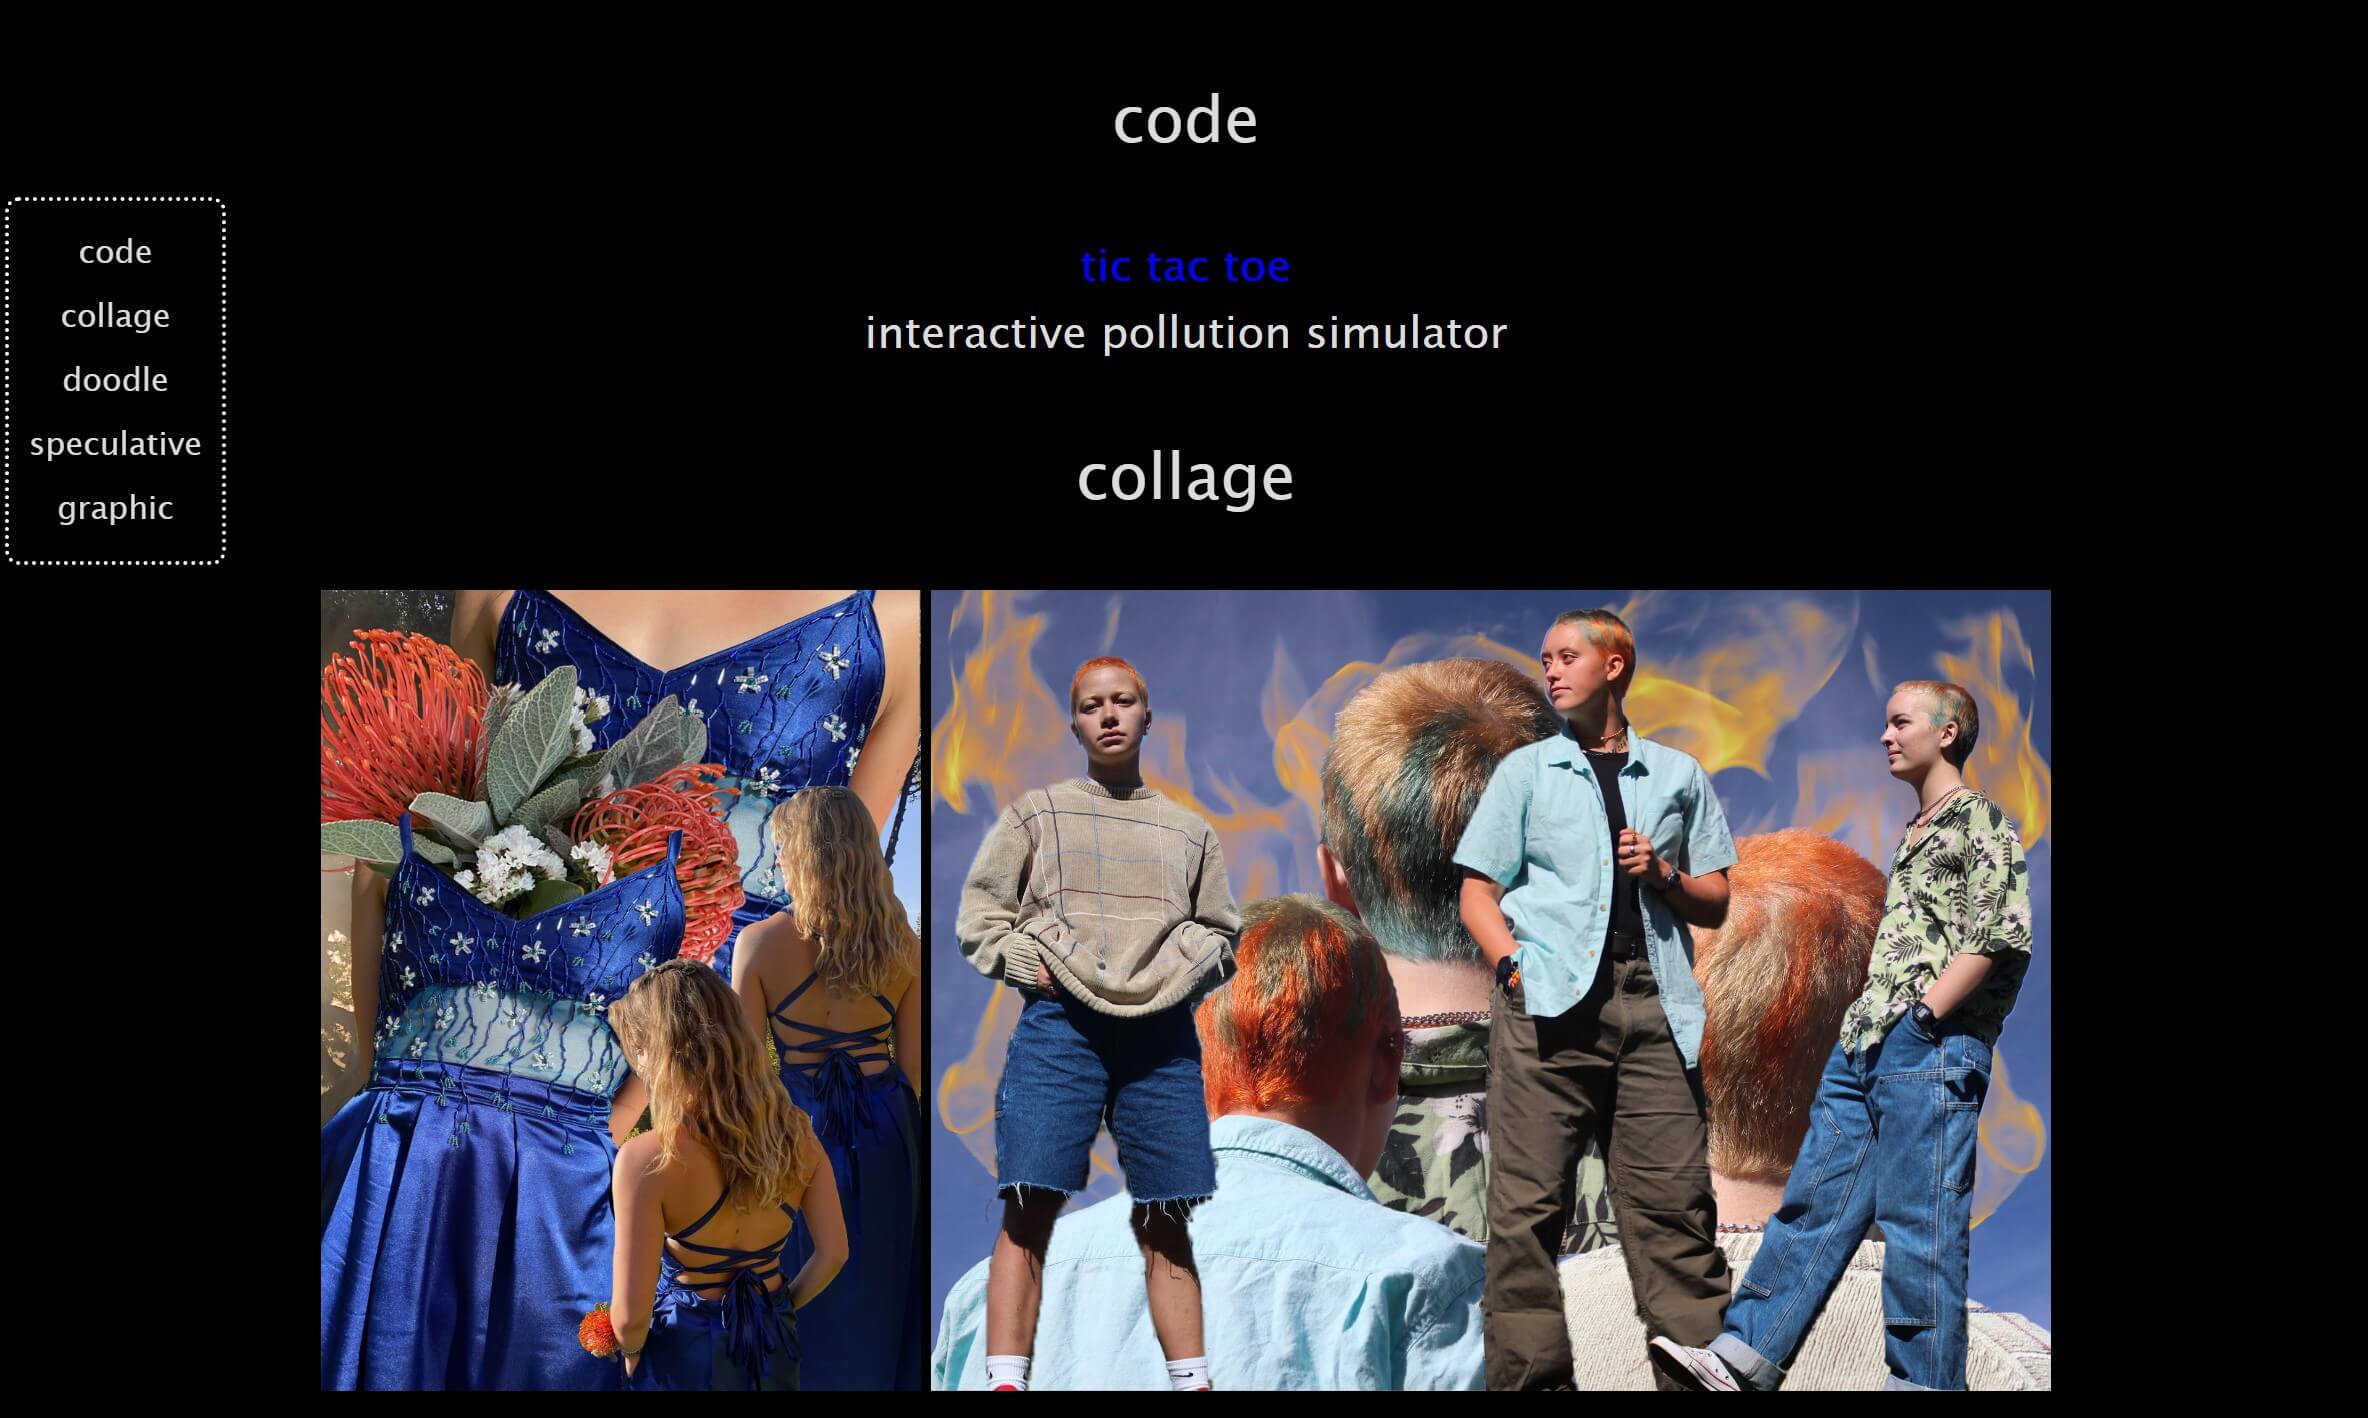 code
tic tac toe
interactive pollution simulator
code
collage
doodle
speculative
graphic
collage